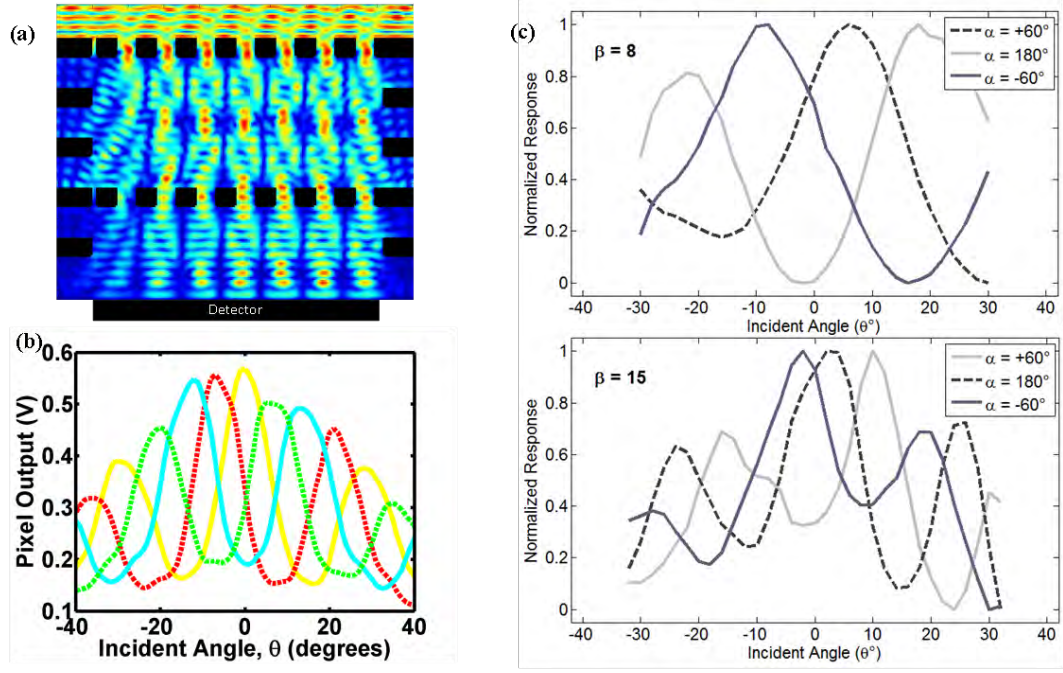 (a)
Detector
(b)
Pixel Output (V)
0.6
0.5
0.4
0.3
0.2
0.1
-40
-20
0
20
40
Incident Angle, θ (degrees)
(c)
β = 8
α = +60°
α = 180°
α = -60°
Normalized Response
1
0.8
0.6
0.4
0.2
0
-40
-30
-20
-10
0
10
20
30
40
Incident Angle (θ°)
β = 15
α = +60°
α = 180°
α = -60°
Normalized Response
1
0.8
0.6
0.4
0.2
0
-40
-30
-20
-10
0
10
20
30
40
Incident Angle (θ°)